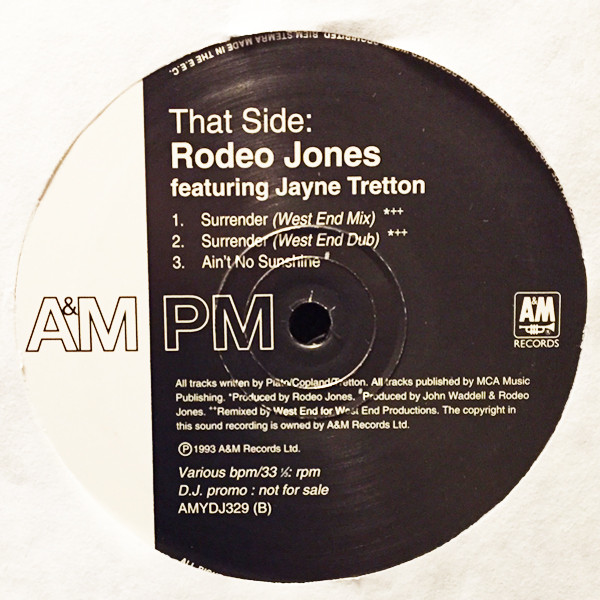 PROHIBITED. BIEM STEMRA MADE IN THE E.E.C.
That Side:
Rodeo Jones
featuring Jayne Tretton
1. Surrender (West End Mix) *++
2. Surrender (West End Dub) *++
3. Ain't No Sunshine #
A&M PM
A&M
RECORDS
All tracks written by Plato/Copland/Tretton. All tracks published by MCA Music
Publishing. *Produced by Rodeo Jones. #Produced by John Waddell & Rodeo
Jones. ++Remixed by West End for West End Productions. The copyright in
this sound recording is owned by A&M Records Ltd.
℗ 1993 A&M Records Ltd.
Various bpm/33 ⅓: rpm
D.J. promo : not for sale
AMYDJ329 (B)
ALL